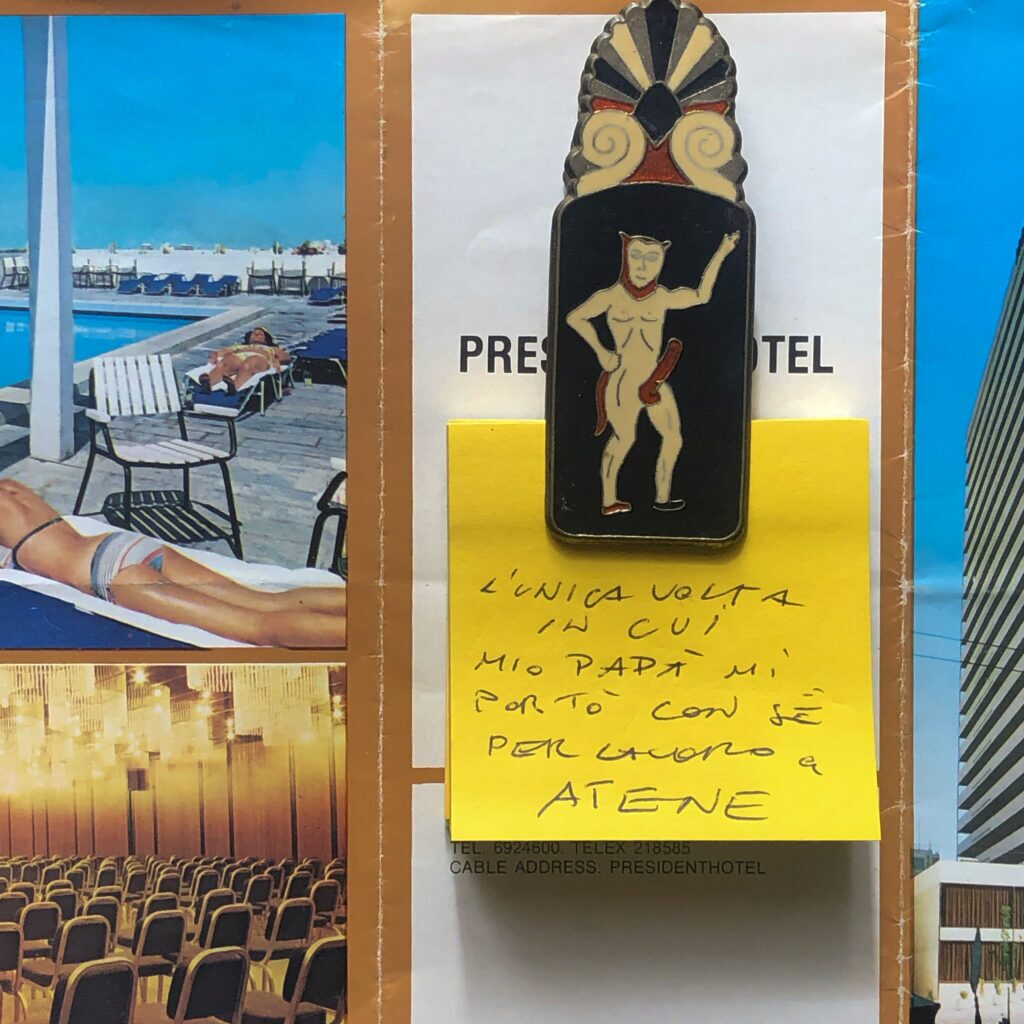 PRES OTEL
L'UNICA VOLTA
IN CUI
MIO PAPÀ MI
PORTÒ CON SÉ
PER LAVORO a
ATENE
TEL. 6924600. TELEX 218585
CABLE ADDRESS: PRESIDENTHOTEL